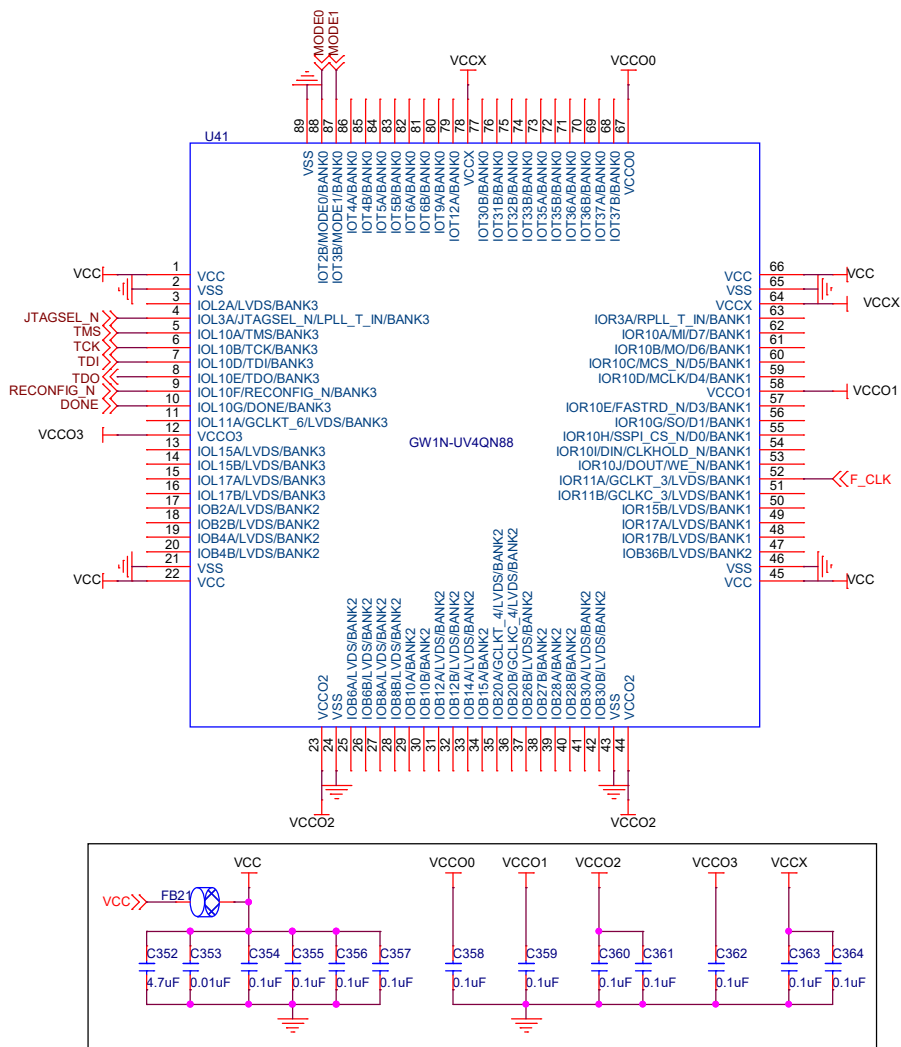 MODE0
MODE1
VCCX
VCCO0
89
88
87
86
85
84
83
82
81
80
79
78
77
76
75
74
73
72
71
70
69
68
67
U41
VSS
IOT2B/MODE0/BANK0
IOT3B/MODE1/BANK0
IOT4A/BANK0
IOT4B/BANK0
IOT5A/BANK0
IOT5B/BANK0
IOT6A/BANK0
IOT6B/BANK0
IOT9A/BANK0
IOT12A/BANK0
VCCX
IOT30B/BANK0
IOT31B/BANK0
IOT32B/BANK0
IOT33B/BANK0
IOT35A/BANK0
IOT35B/BANK0
IOT36A/BANK0
IOT36B/BANK0
IOT37A/BANK0
IOT37B/BANK0
VCCO0
VCC 1 VCC
2 VSS
3 IOL2A/LVDS/BANK3
JTAGSEL_N 4 IOL3A/JTAGSEL_N/LPLL_T_IN/BANK3
TMS 5 IOL10A/TMS/BANK3
TCK 6 IOL10B/TCK/BANK3
TDI 7 IOL10D/TDI/BANK3
TDO 8 IOL10E/TDO/BANK3
RECONFIG_N 9 IOL10F/RECONFIG_N/BANK3
DONE 10 IOL10G/DONE/BANK3
11 IOL11A/GCLKT_6/LVDS/BANK3
VCCO3 12 VCCO3
13 IOL15A/LVDS/BANK3
14 IOL15B/LVDS/BANK3
15 IOL17A/LVDS/BANK3
16 IOL17B/LVDS/BANK3
17 IOB2A/LVDS/BANK2
18 IOB2B/LVDS/BANK2
19 IOB4A/LVDS/BANK2
20 IOB4B/LVDS/BANK2
21 VSS
VCC 22 VCC
GW1N-UV4QN88
VCC 66 VCC
VSS 65
VCCX 64 VCCX
IOR3A/RPLL_T_IN/BANK1 63
IOR10A/MI/D7/BANK1 62
IOR10B/MO/D6/BANK1 61
IOR10C/MCS_N/D5/BANK1 60
IOR10D/MCLK/D4/BANK1 59
VCCO1 58 VCCO1
IOR10E/FASTRD_N/D3/BANK1 57
IOR10G/SO/D1/BANK1 56
IOR10H/SSPI_CS_N/D0/BANK1 55
IOR10I/DIN/CLKHOLD_N/BANK1 54
IOR10J/DOUT/WE_N/BANK1 53
IOR11A/GCLKT_3/LVDS/BANK1 52 F_CLK
IOR11B/GCLKC_3/LVDS/BANK1 51
IOR15B/LVDS/BANK1 50
IOR17A/LVDS/BANK1 49
IOR17B/LVDS/BANK1 48
IOB36B/LVDS/BANK2 47
VSS 46
VCC 45 VCC
VCCO2
VSS
IOB6A/LVDS/BANK2
IOB6B/LVDS/BANK2
IOB8A/LVDS/BANK2
IOB8B/LVDS/BANK2
IOB10A/BANK2
IOB10B/BANK2
IOB12A/LVDS/BANK2
IOB12B/LVDS/BANK2
IOB14A/LVDS/BANK2
IOB15A/BANK2
IOB20A/GCLKT_4/LVDS/BANK2
IOB20B/GCLKC_4/LVDS/BANK2
IOB26B/LVDS/BANK2
IOB27B/BANK2
IOB28A/BANK2
IOB28B/BANK2
IOB30A/LVDS/BANK2
IOB30B/LVDS/BANK2
VSS
VCCO2
23
24
25
26
27
28
29
30
31
32
33
34
35
36
37
38
39
40
41
42
43
44
VCCO2 VCCO2
VCC VCCO0 VCCO1 VCCO2 VCCO3 VCCX
VCC FB21
C352 C353 C354 C355 C356 C357 C358 C359 C360 C361 C362 C363 C364
4.7uF 0.01uF 0.1uF 0.1uF 0.1uF 0.1uF 0.1uF 0.1uF 0.1uF 0.1uF 0.1uF 0.1uF 0.1uF